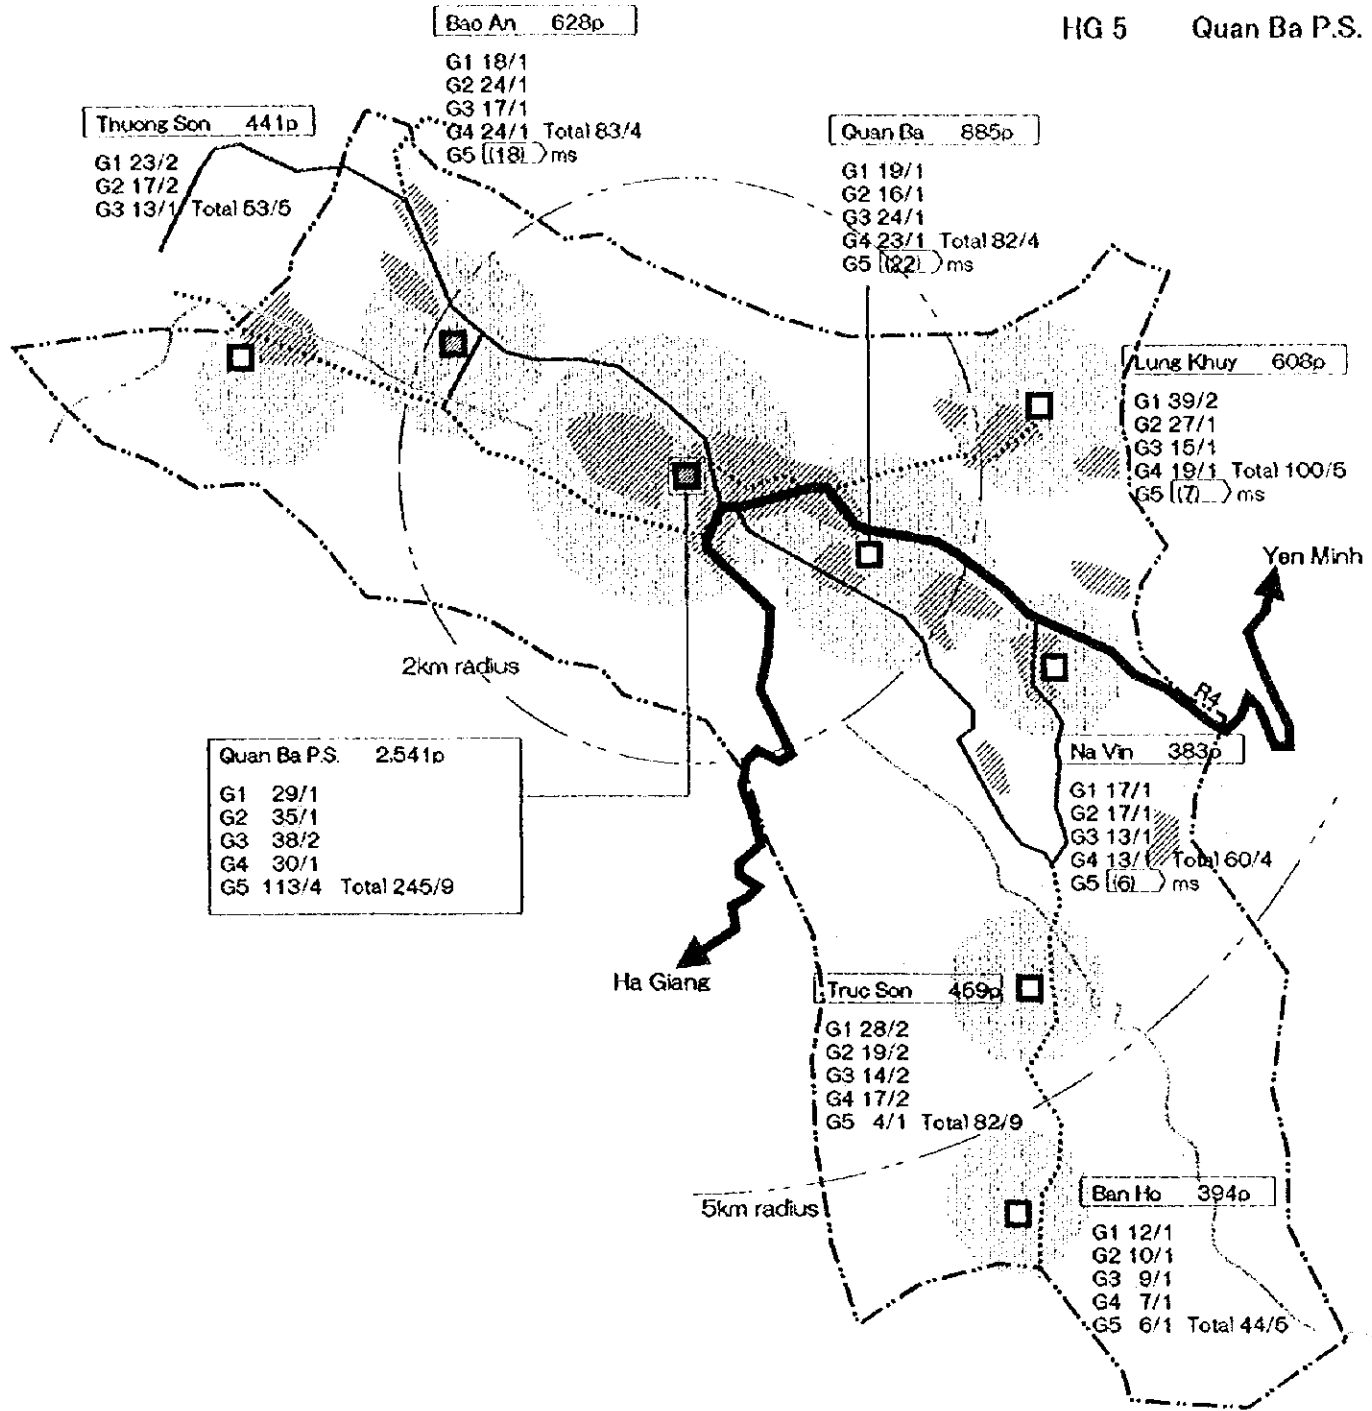 HG 5 Quan Ba P.S.
Bao An 628p
G1 18/1
G2 24/1
G3 17/1
G4 24/1 Total 83/4
G5 (18) ms
Thuong Son 441p
G1 23/2
G2 17/2
G3 13/1 Total 53/5
Quan Ba 885p
G1 19/1
G2 16/1
G3 24/1
G4 23/1 Total 82/4
G5 (22) ms
Lung Khuy 608p
G1 39/2
G2 27/1
G3 15/1
G4 19/1 Total 100/5
G5 (7) ms
Yen Minh
2km radius
R4
Quan Ba P.S. 2,541p
G1 29/1
G2 35/1
G3 38/2
G4 30/1
G5 113/4 Total 245/9
Na Vin 383p
G1 17/1
G2 17/1
G3 13/1
G4 13/1 Total 60/4
G5 (6) ms
Ha Giang
Truc Son 459p
G1 28/2
G2 19/2
G3 14/2
G4 17/2
G5 4/1 Total 82/9
5km radius
Ban Ho 394p
G1 12/1
G2 10/1
G3 9/1
G4 7/1
G5 6/1 Total 44/5